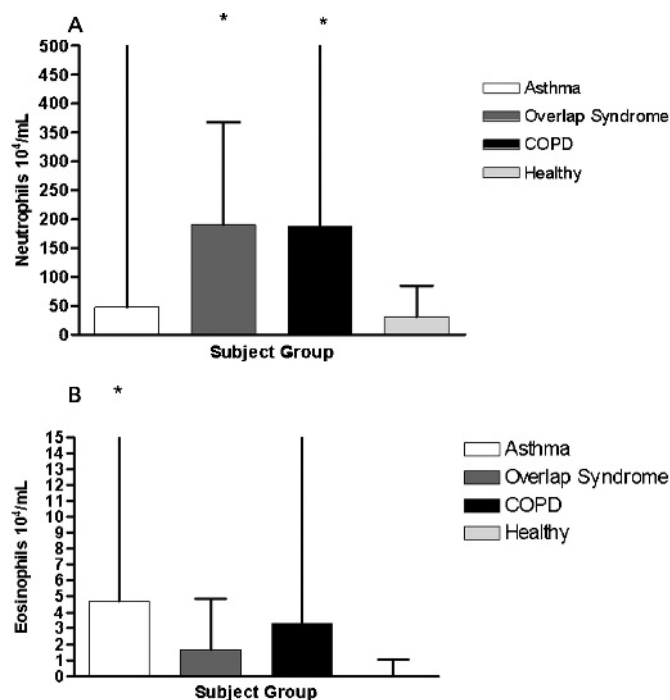 A
*
*
500
450
400
350
300
250
200
150
100
50
0
Neutrophils 10⁴/mL
Subject Group
Asthma
Overlap Syndrome
COPD
Healthy
B
*
15
14
13
12
11
10
9
8
7
6
5
4
3
2
1
0
Eosinophils 10⁴/mL
Subject Group
Asthma
Overlap Syndrome
COPD
Healthy